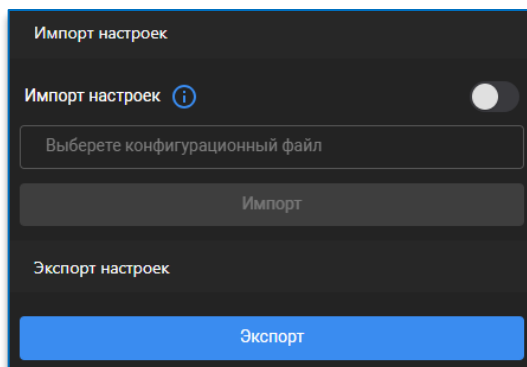 Импорт настроек
Импорт настроек
Выберете конфигурационный файл
Импорт
Экспорт настроек
Экспорт